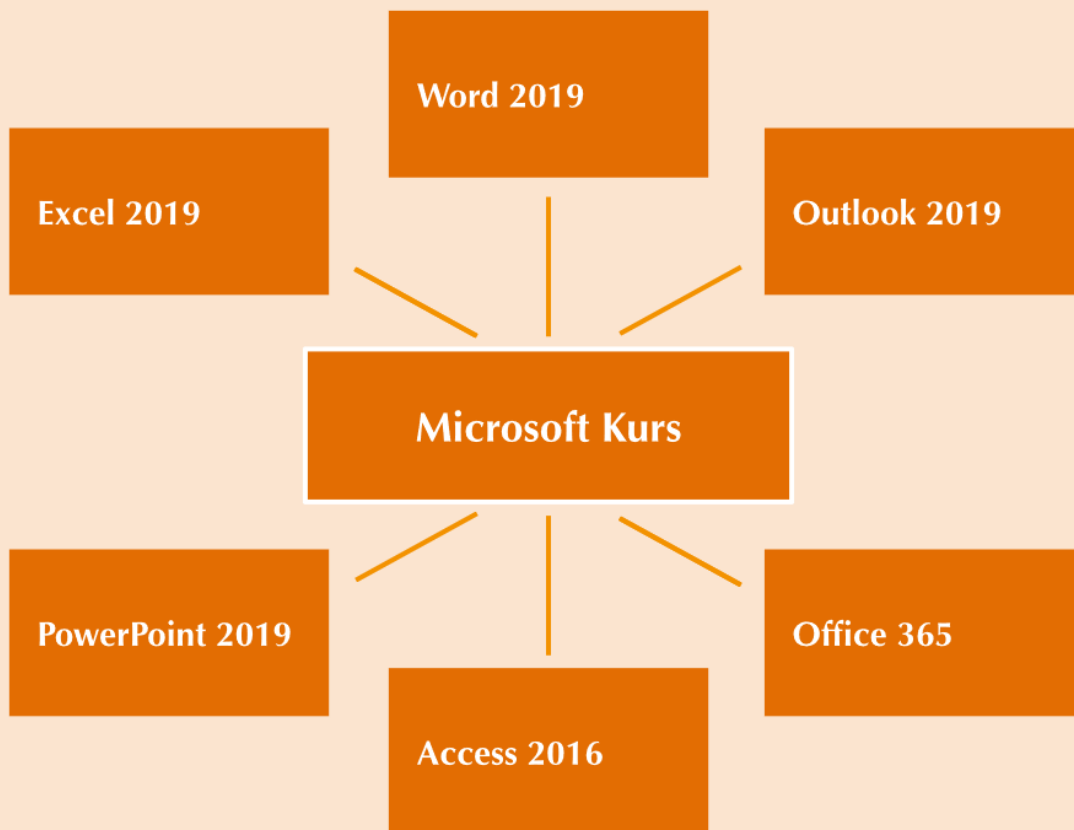 Word 2019
Excel 2019
Outlook 2019
Microsoft Kurs
PowerPoint 2019
Office 365
Access 2016